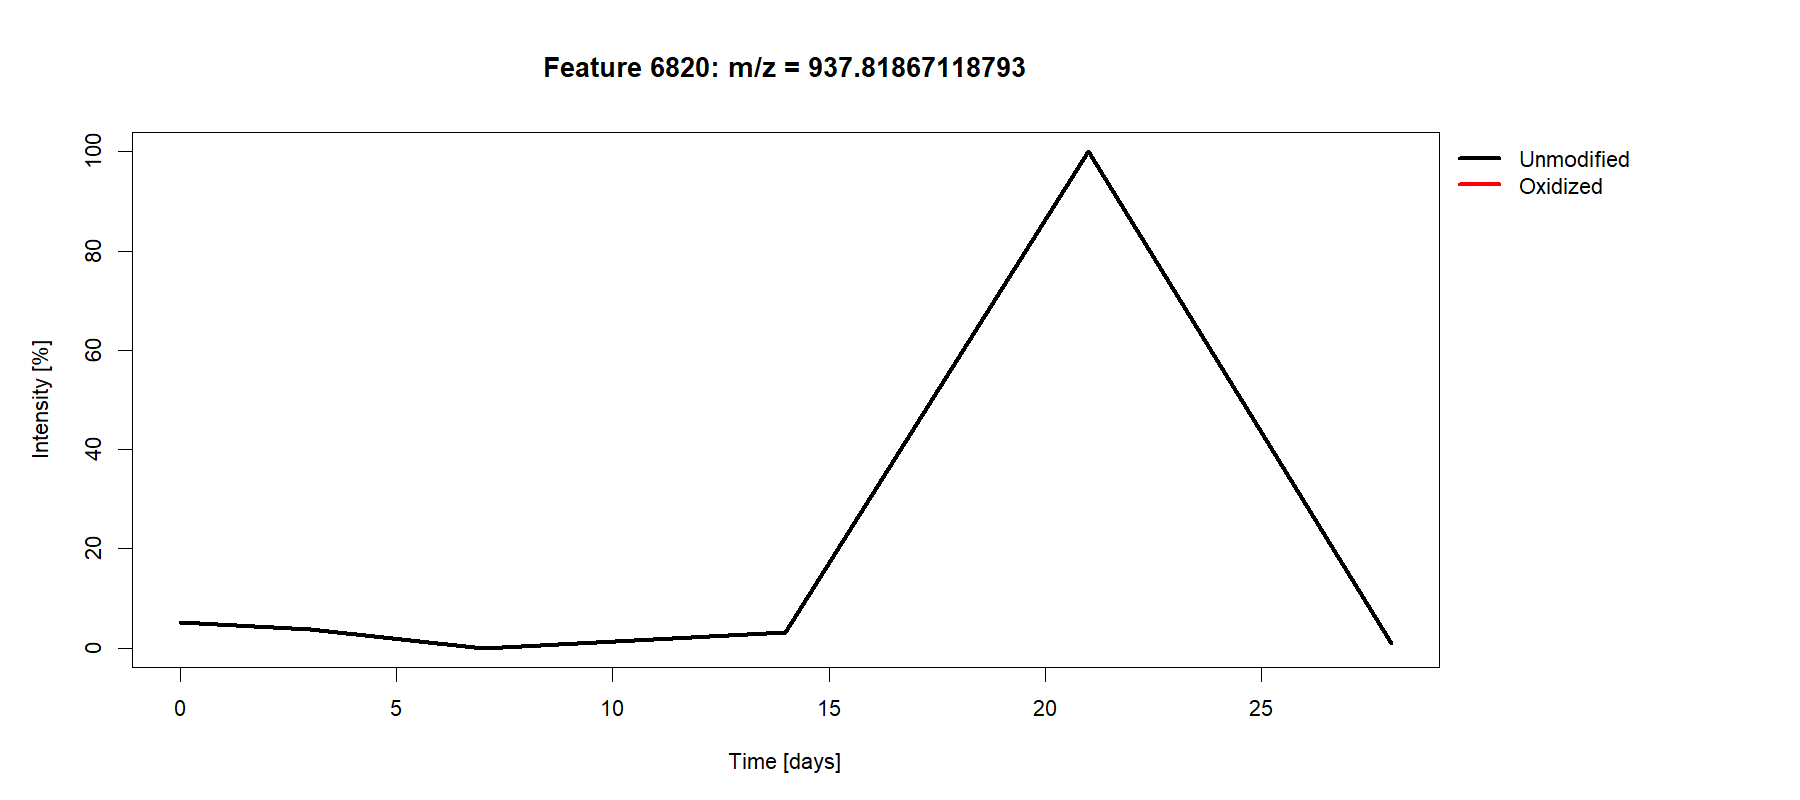 Feature 6820: m/z = 937.81867118793
Unmodified
Oxidized
Intensity [%]
100
80
60
40
20
0
0 5 10 15 20 25
Time [days]